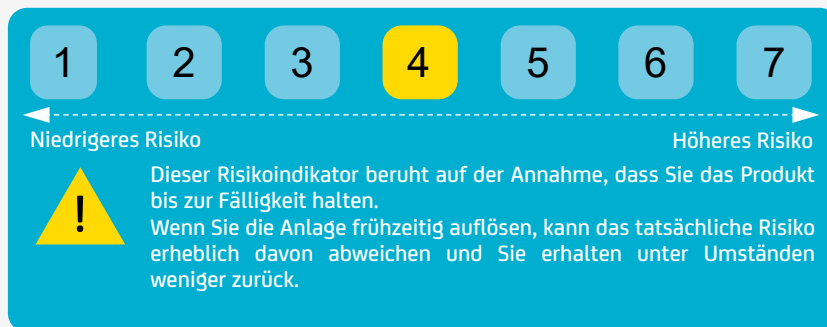 1 2 3 4 5 6 7
Niedrigeres Risiko Höheres Risiko
Dieser Risikoindikator beruht auf der Annahme, dass Sie das Produkt
bis zur Fälligkeit halten.
!
Wenn Sie die Anlage frühzeitig auflösen, kann das tatsächliche Risiko
erheblich davon abweichen und Sie erhalten unter Umständen
weniger zurück.